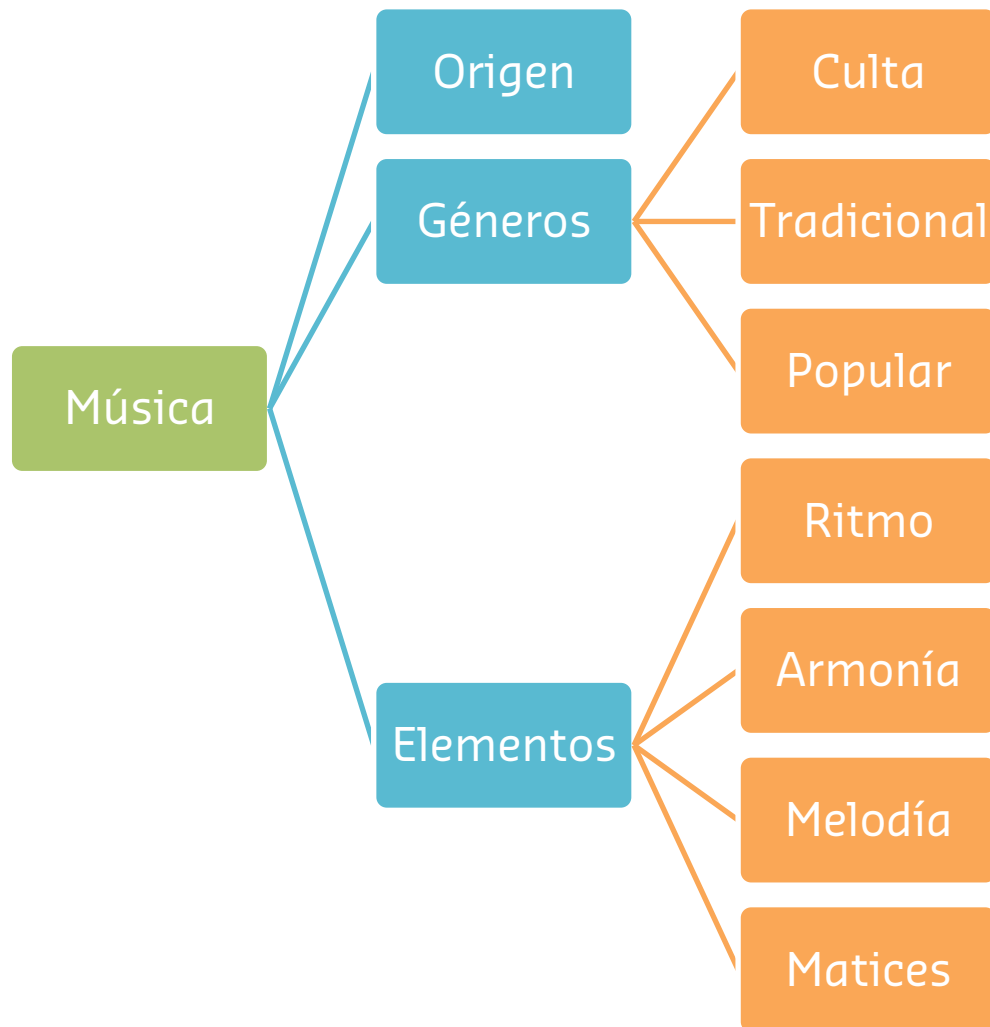 Música
Origen
Géneros
Culta
Tradicional
Popular
Elementos
Ritmo
Armonía
Melodía
Matices